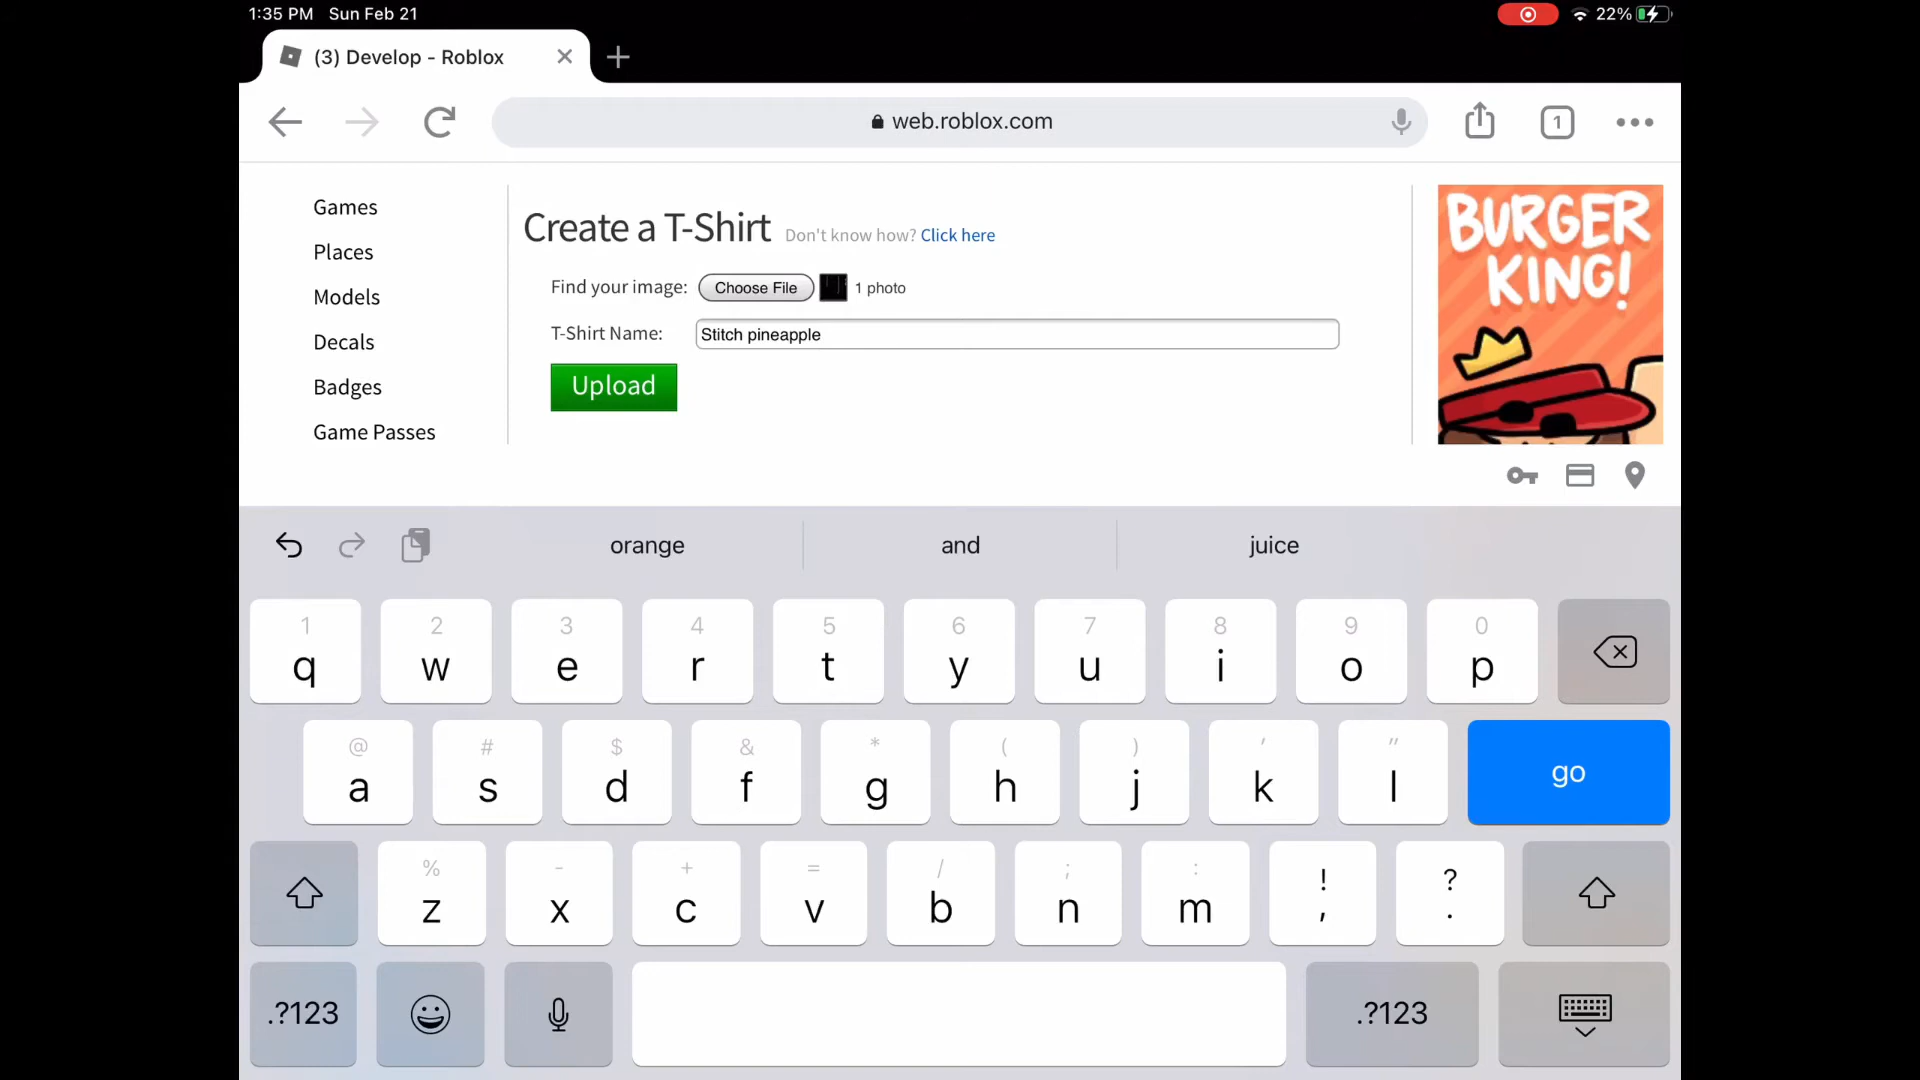 1:35 PM Sun Feb 21
22%
(3) Develop - Roblox
web.roblox.com
1
Games
Places
Models
Decals
Badges
Game Passes
Create a T-Shirt Don't know how? Click here
Find your image: Choose File 1 photo
T-Shirt Name: Stitch pineapple
Upload
BURGER
KING!
orange and juice
1 2 3 4 5 6 7 8 9 0
q w e r t y u i o p
@ # $ & * ( ) ' "
a s d f g h j k l go
% - + = / ; : ! ?
z x c v b n m , .
.?123 .?123